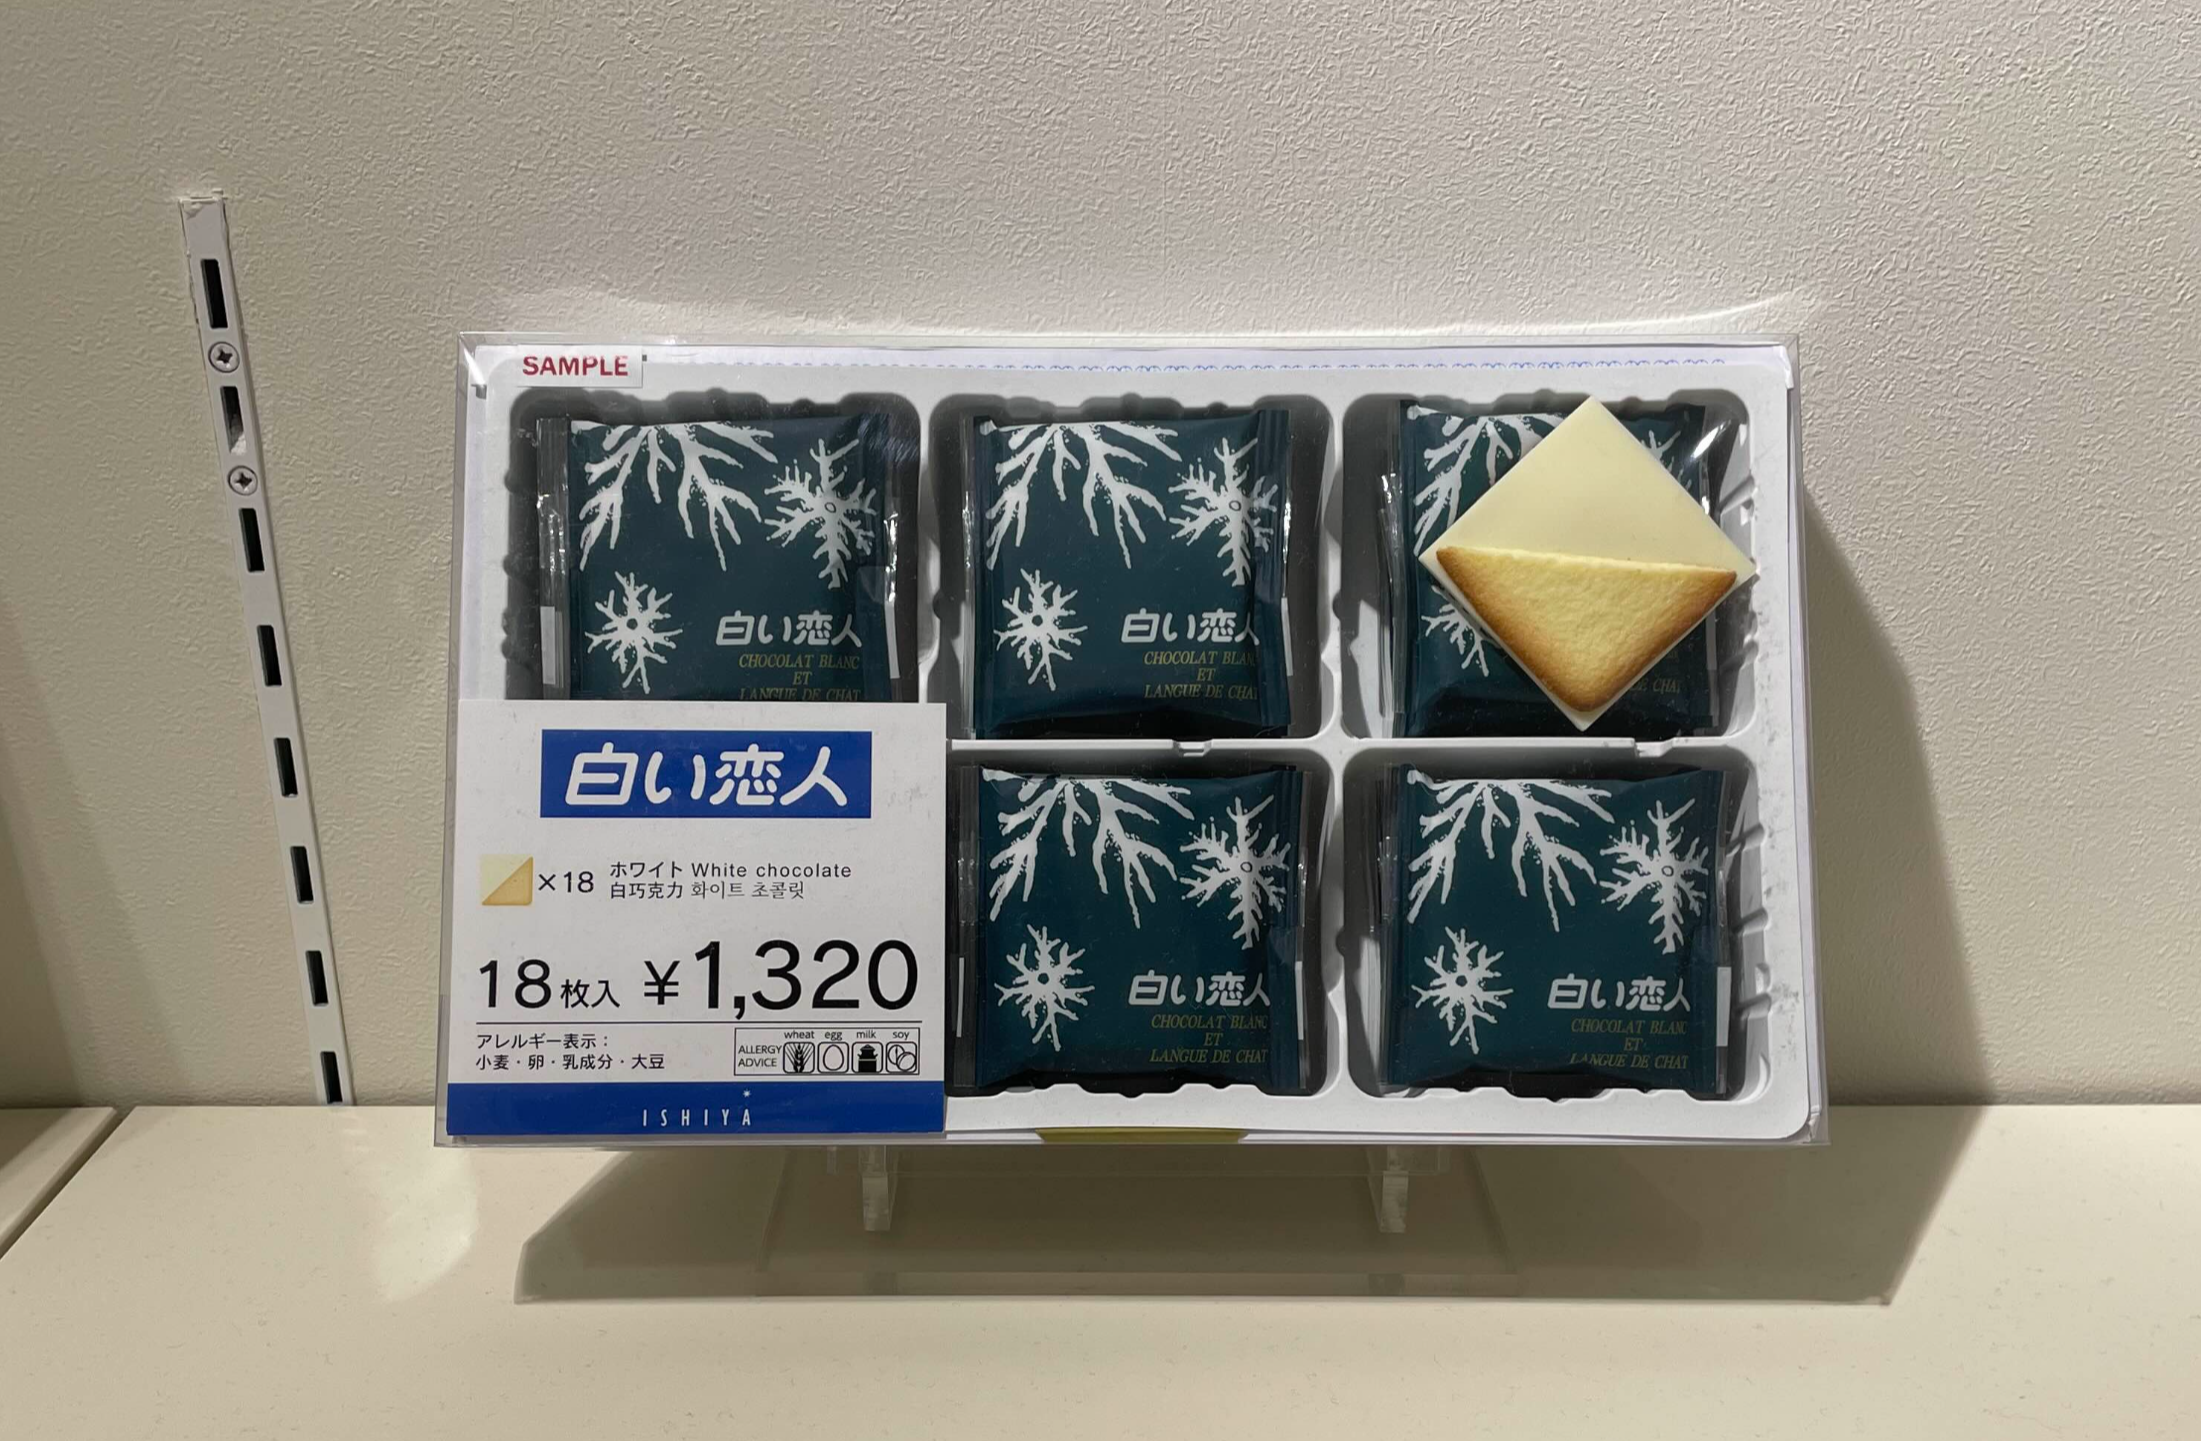 SAMPLE
白い恋人
CHOCOLAT BLANC
ET
LANGUE DE CHAT
白い恋人
CHOCOLAT BLAN
ET
LANGUE DE CHA
DE CHAT
白い恋人
×18
ホワイト White chocolate
白巧克力 화이트 초콜릿
18枚入 ¥1,320
アレルギー表示：
小麦・卵・乳成分・大豆
ALLERGY
ADVICE
wheat egg milk soy
ISHIYA
白い恋人
CHOCOLAT BLANC
ET
LANGUE DE CHAT
白い恋人
CHOCOLAT BLANC
ET
LANGUE DE CHAT